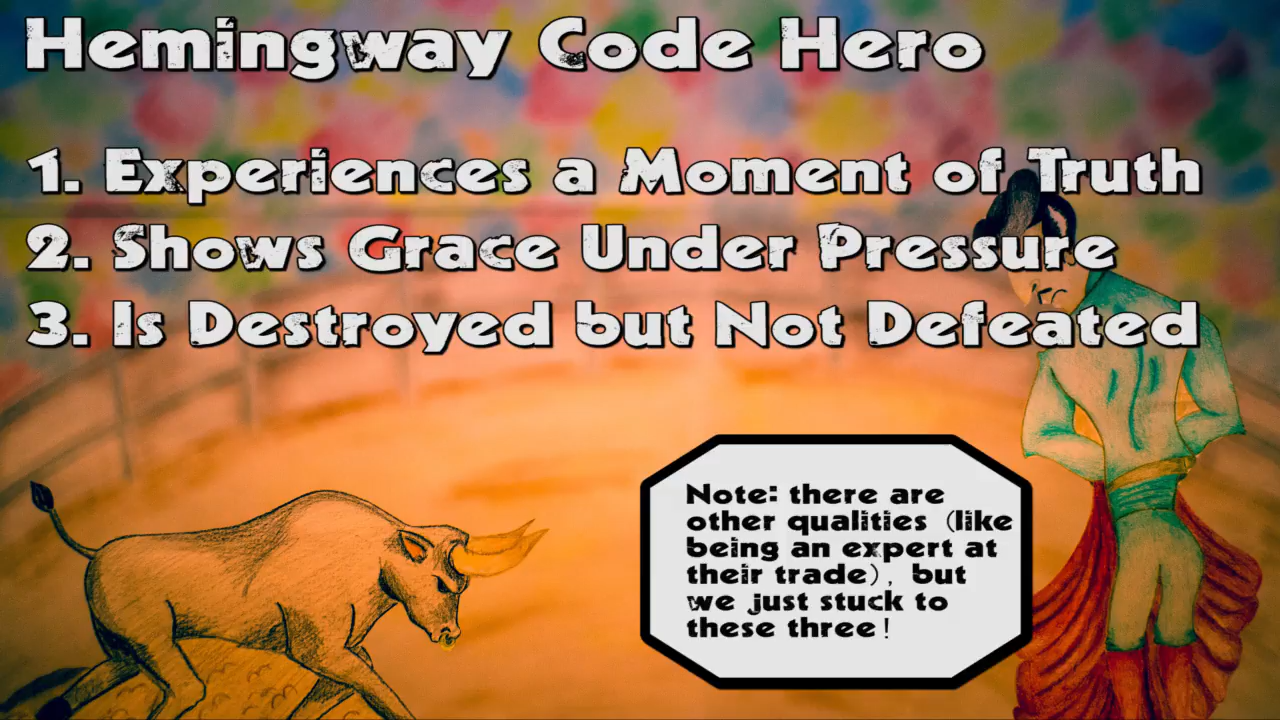 Hemingway Code Hero
1. Experiences a Moment of Truth
2. Shows Grace Under Pressure
3. Is Destroyed but Not Defeated
Note: there are
other qualities (like
being an expert at
their trade), but
we just stuck to
these three!